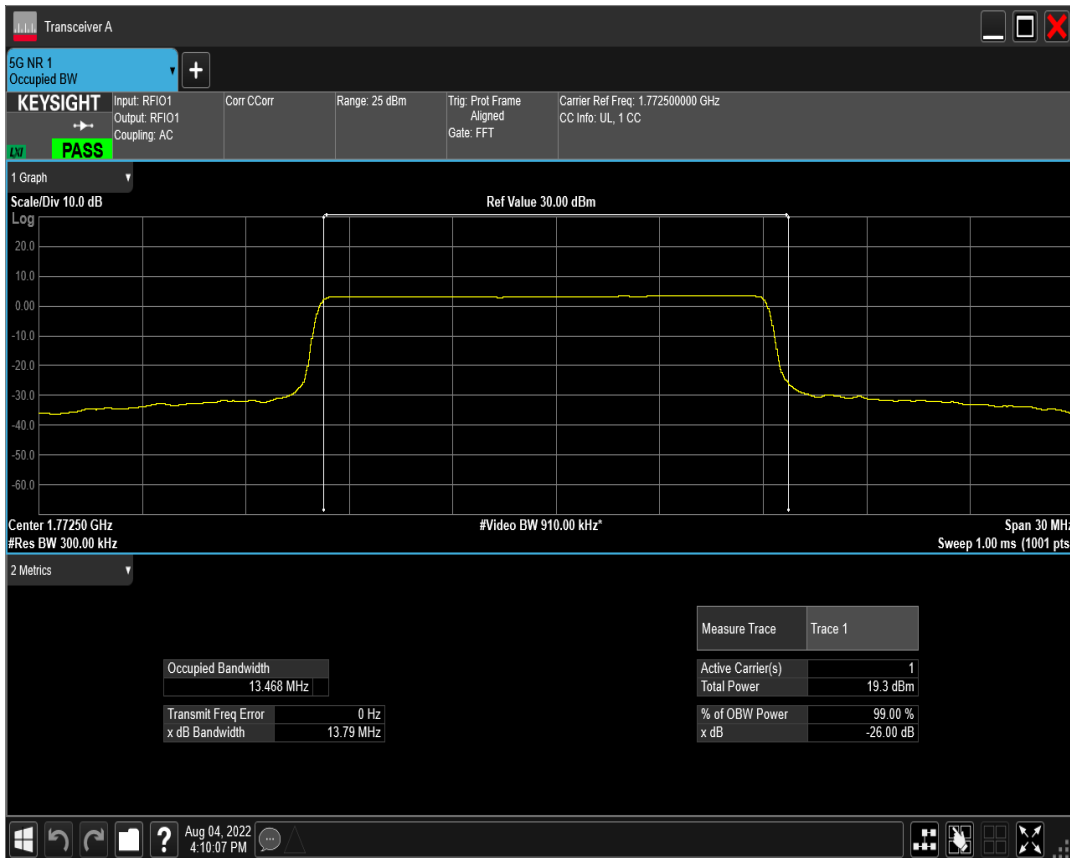 Transceiver A
5G NR 1
Occupied BW
+
KEYSIGHT
LXI
PASS
Input: RFIO1
Output: RFIO1
Coupling: AC
Corr CCorr
Range: 25 dBm
Trig: Prot Frame
Aligned
Gate: FFT
Carrier Ref Freq: 1.772500000 GHz
CC Info: UL, 1 CC
1 Graph
Scale/Div 10.0 dB
Ref Value 30.00 dBm
Log
20.0
10.0
0.00
-10.0
-20.0
-30.0
-40.0
-50.0
-60.0
Center 1.77250 GHz
#Video BW 910.00 kHz*
Span 30 MHz
#Res BW 300.00 kHz
Sweep 1.00 ms (1001 pts
2 Metrics
Measure Trace Trace 1
Occupied Bandwidth
13.468 MHz
Active Carrier(s) 1
Total Power 19.3 dBm
Transmit Freq Error 0 Hz
x dB Bandwidth 13.79 MHz
% of OBW Power 99.00 %
x dB -26.00 dB
?
Aug 04, 2022
4:10:07 PM